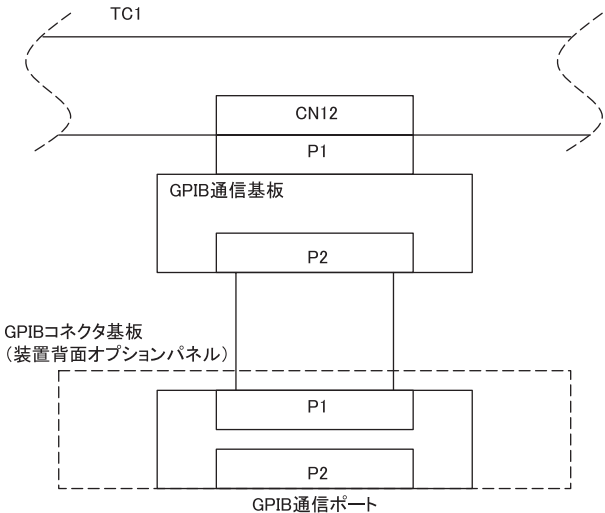 TC1
CN12
P1
GPIB通信基板
P2
GPIBコネクタ基板
（装置背面オプションパネル）
P1
P2
GPIB通信ポート